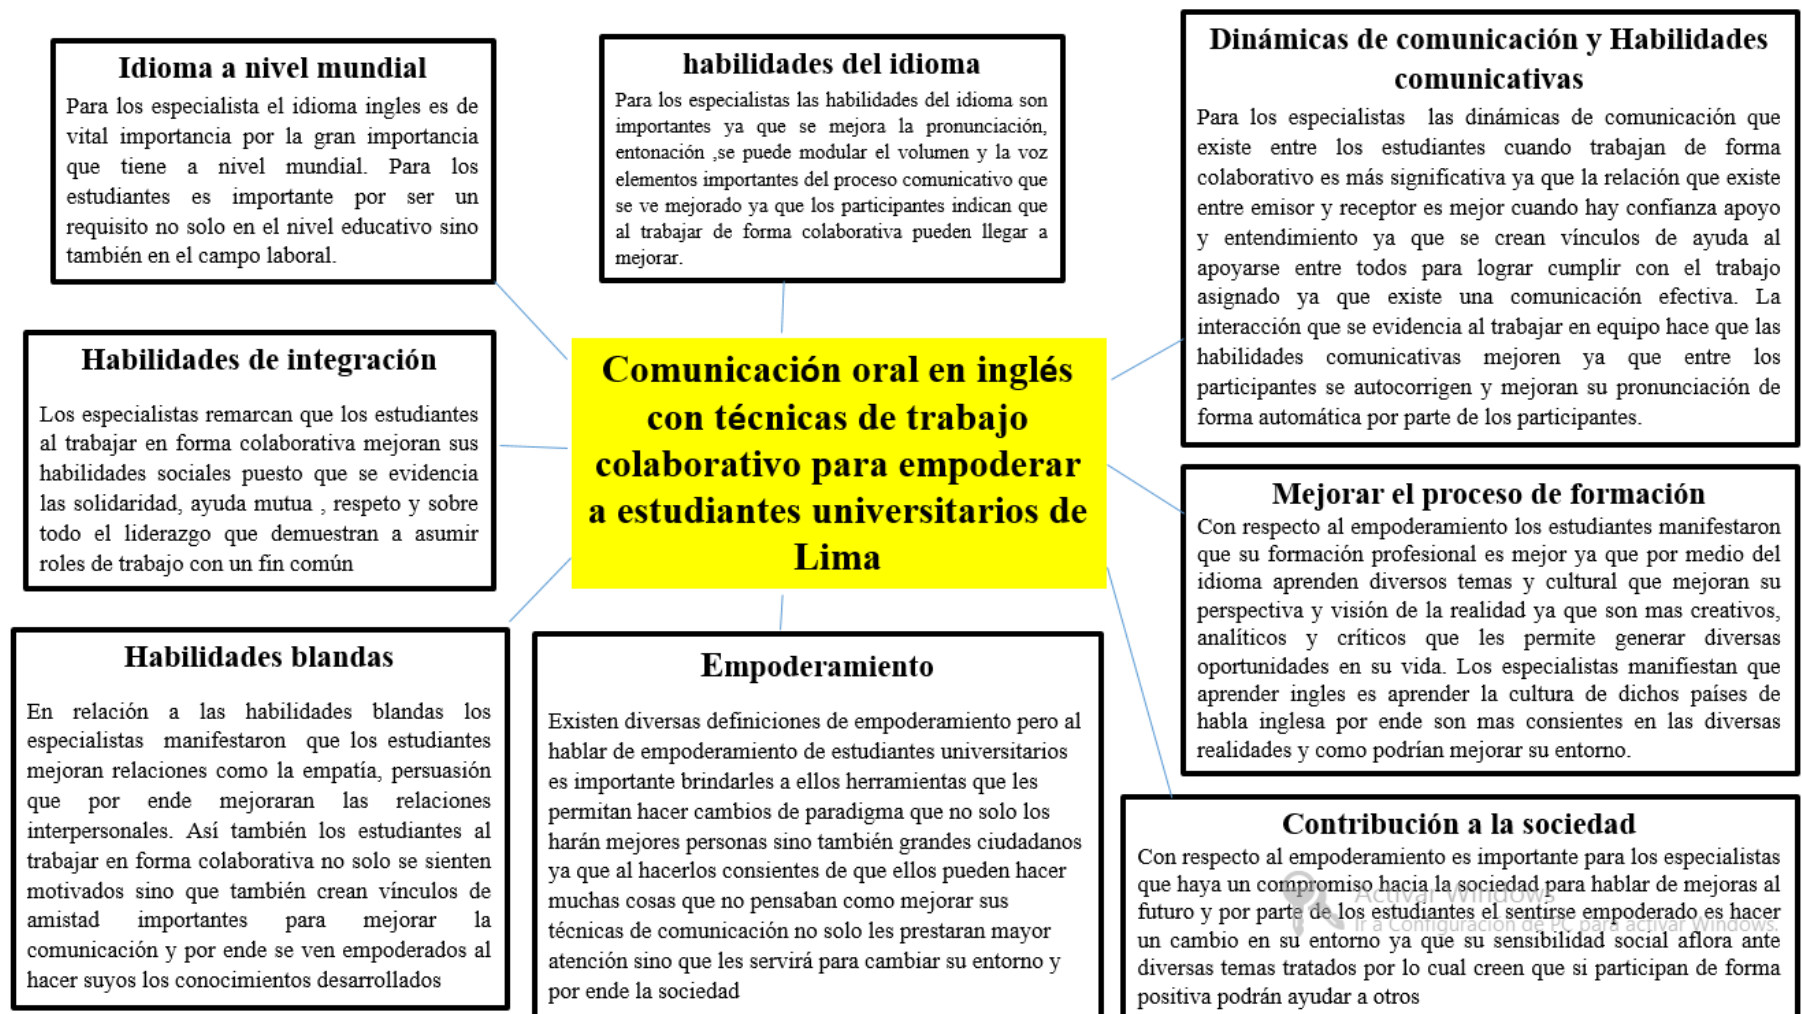 Idioma a nivel mundial
Para los especialista el idioma ingles es de
vital importancia por la gran importancia
que tiene a nivel mundial. Para los
estudiantes es importante por ser un
requisito no solo en el nivel educativo sino
también en el campo laboral.
habilidades del idioma
Para los especialistas las habilidades del idioma son
importantes ya que se mejora la pronunciación,
entonación ,se puede modular el volumen y la voz
elementos importantes del proceso comunicativo que
se ve mejorado ya que los participantes indican que
al trabajar de forma colaborativa pueden llegar a
mejorar.
Dinámicas de comunicación y Habilidades
comunicativas
Para los especialistas las dinámicas de comunicación que
existe entre los estudiantes cuando trabajan de forma
colaborativo es más significativa ya que la relación que existe
entre emisor y receptor es mejor cuando hay confianza apoyo
y entendimiento ya que se crean vínculos de ayuda al
apoyarse entre todos para lograr cumplir con el trabajo
asignado ya que existe una comunicación efectiva. La
interacción que se evidencia al trabajar en equipo hace que las
habilidades comunicativas mejoren ya que entre los
participantes se autocorrigen y mejoran su pronunciación de
forma automática por parte de los participantes.
Habilidades de integración
Los especialistas remarcan que los estudiantes
al trabajar en forma colaborativa mejoran sus
habilidades sociales puesto que se evidencia
las solidaridad, ayuda mutua , respeto y sobre
todo el liderazgo que demuestran a asumir
roles de trabajo con un fin común
Comunicación oral en inglés
con técnicas de trabajo
colaborativo para empoderar
a estudiantes universitarios de
Lima
Mejorar el proceso de formación
Con respecto al empoderamiento los estudiantes manifestaron
que su formación profesional es mejor ya que por medio del
idioma aprenden diversos temas y cultural que mejoran su
perspectiva y visión de la realidad ya que son mas creativos,
analíticos y críticos que les permite generar diversas
oportunidades en su vida. Los especialistas manifiestan que
aprender ingles es aprender la cultura de dichos países de
habla inglesa por ende son mas consientes en las diversas
realidades y como podrían mejorar su entorno.
Habilidades blandas
En relación a las habilidades blandas los
especialistas manifestaron que los estudiantes
mejoran relaciones como la empatía, persuasión
que por ende mejoraran las relaciones
interpersonales. Así también los estudiantes al
trabajar en forma colaborativa no solo se sienten
motivados sino que también crean vínculos de
amistad importantes para mejorar la
comunicación y por ende se ven empoderados al
hacer suyos los conocimientos desarrollados
Empoderamiento
Existen diversas definiciones de empoderamiento pero al
hablar de empoderamiento de estudiantes universitarios
es importante brindarles a ellos herramientas que les
permitan hacer cambios de paradigma que no solo los
harán mejores personas sino también grandes ciudadanos
ya que al hacerlos consientes de que ellos pueden hacer
muchas cosas que no pensaban como mejorar sus
técnicas de comunicación no solo les prestaran mayor
atención sino que les servirá para cambiar su entorno y
por ende la sociedad
Contribución a la sociedad
Con respecto al empoderamiento es importante para los especialistas
que haya un compromiso hacia la sociedad para hablar de mejoras al
futuro y por parte de los estudiantes el sentirse empoderado es hacer
un cambio en su entorno ya que su sensibilidad social aflora ante
diversas temas tratados por lo cual creen que si participan de forma
positiva podrán ayudar a otros
Activar Windows
Ir a Configuración de PC para activar Windows.